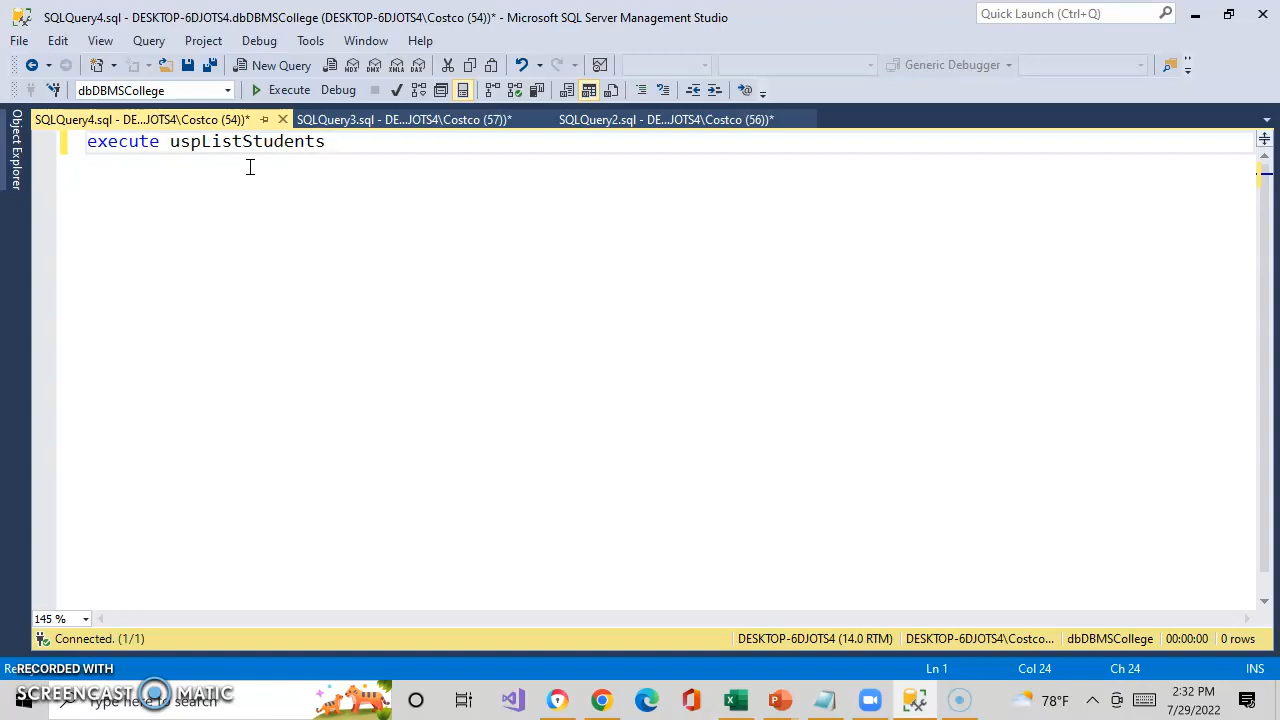 SQLQuery4.sql - DESKTOP-6DJOTS4.dbDBMSCollege (DESKTOP-6DJOTS4\Costco (54))* - Microsoft SQL Server Management Studio
Quick Launch (Ctrl+Q)
File Edit View Query Project Debug Tools Window Help
New Query
Generic Debugger
dbDBMSCollege
Execute Debug
Object Explorer
SQLQuery4.sql - DE...JOTS4\Costco (54))*
SQLQuery3.sql - DE...JOTS4\Costco (57))*
SQLQuery2.sql - DE...JOTS4\Costco (56))*
execute uspListStudents
145 %
Connected. (1/1)
DESKTOP-6DJOTS4 (14.0 RTM) DESKTOP-6DJOTS4\Costco... dbDBMSCollege 00:00:00 0 rows
RECORDED WITH
Ln 1 Col 24 Ch 24 INS
SCREENCAST MATIC
Type here to search
78°F
2:32 PM
7/29/2022